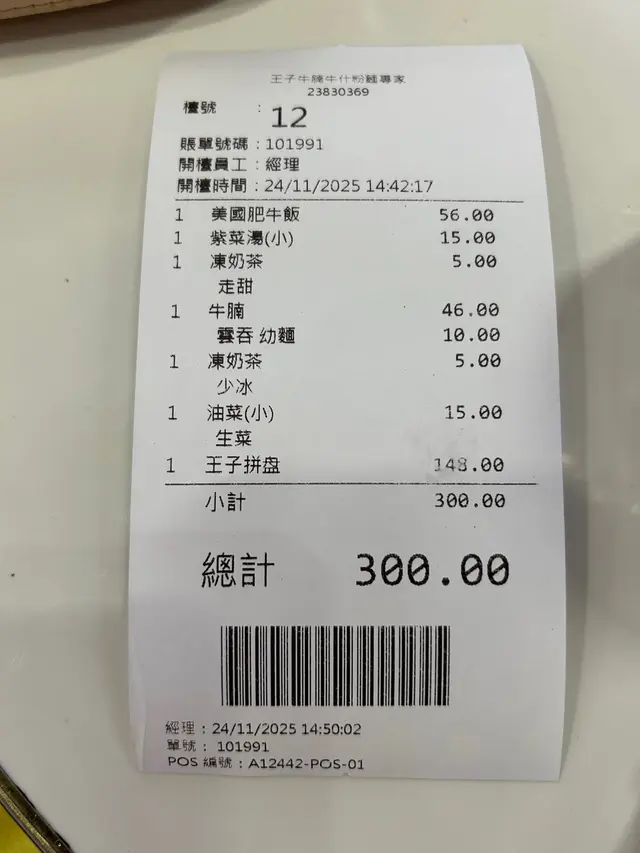 王子牛腩牛什粉麵專家
23830369
檯號 : 12
賬單號碼 : 101991
開檯員工 : 經理
開檯時間 : 24/11/2025 14:42:17
1 美國肥牛飯 56.00
1 紫菜湯(小) 15.00
1 凍奶茶 5.00
走甜
1 牛腩 46.00
雲吞 幼麵 10.00
1 凍奶茶 5.00
少冰
1 油菜(小) 15.00
生菜
1 王子拼盘 148.00
小計 300.00
總計 300.00
經理 : 24/11/2025 14:50:02
單號 : 101991
POS 編號 : A12442-POS-01